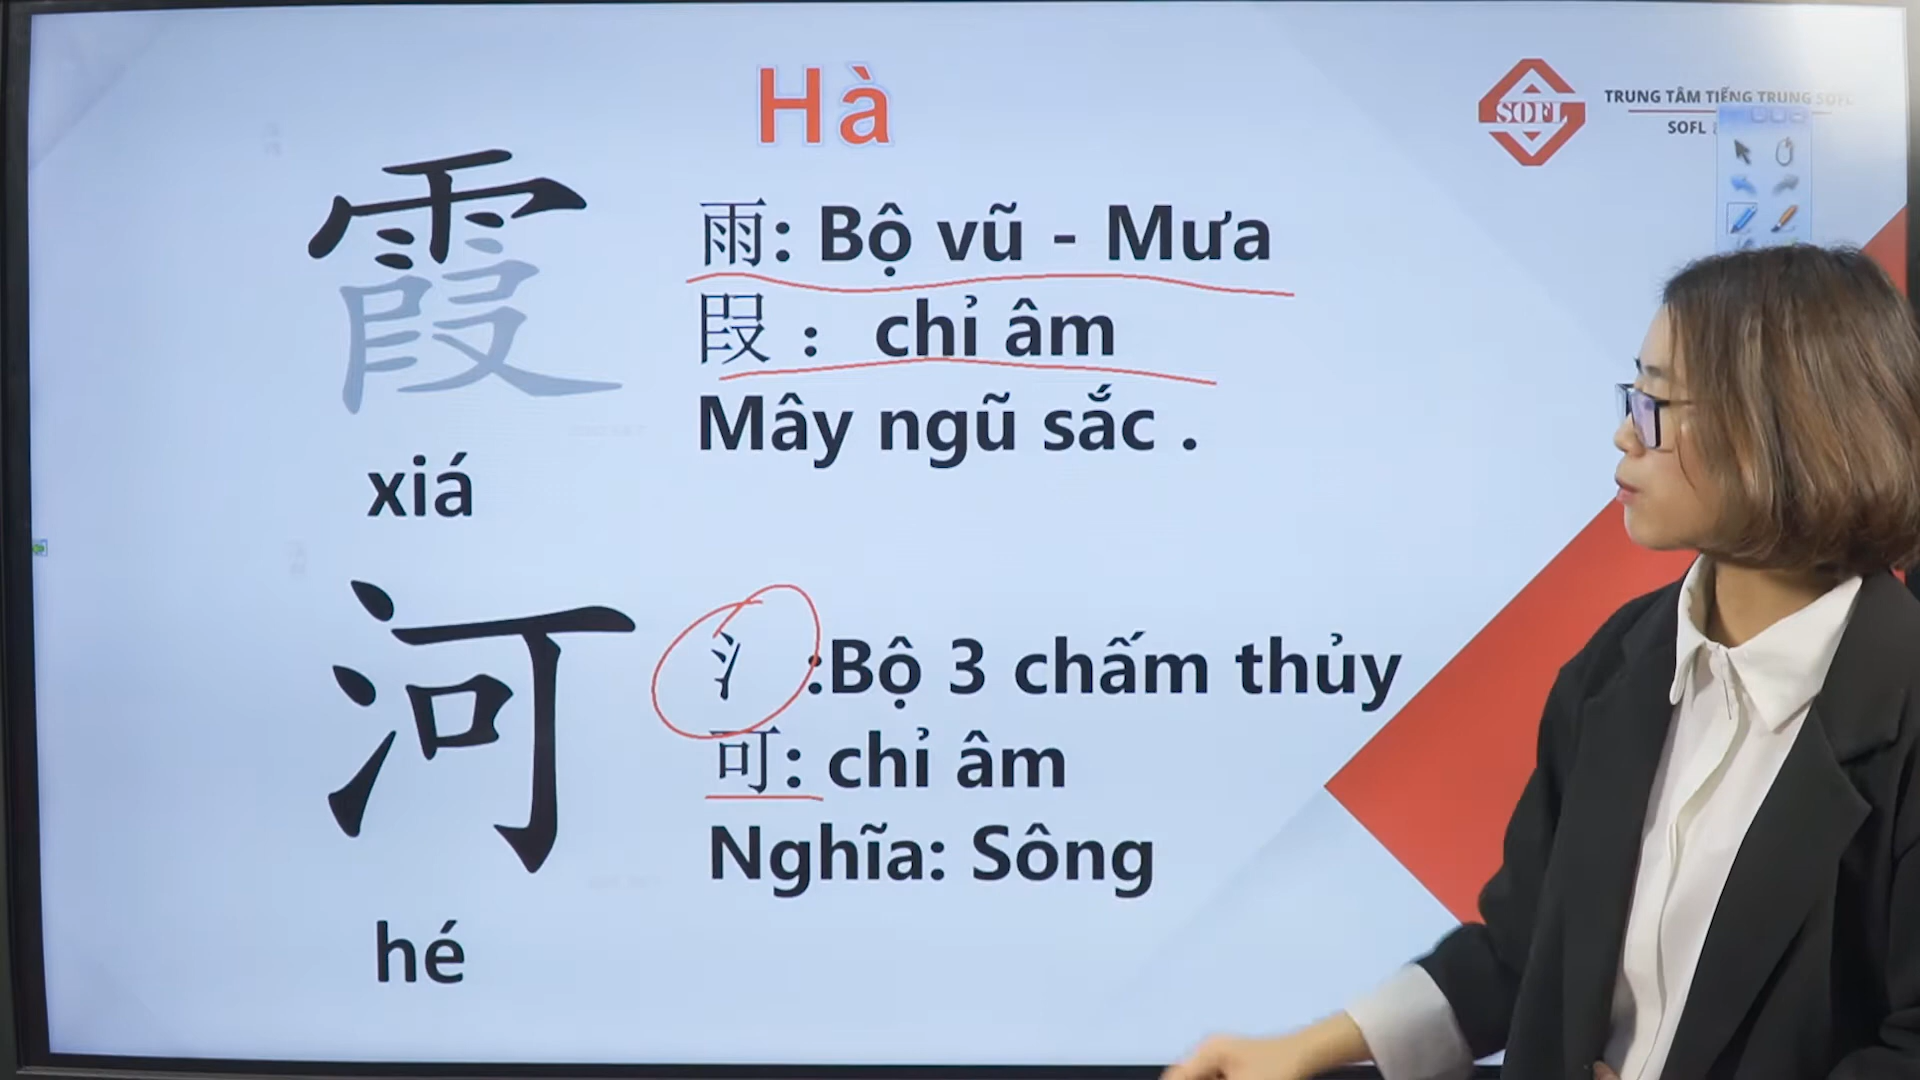 Hà
SOFL
TRUNG TÂM TIẾNG TRUNG SOFL
SOFL
霞
雨: Bộ vũ - Mưa
叚 : chỉ âm
Mây ngũ sắc .
xiá
河
氵:Bộ 3 chấm thủy
可: chỉ âm
Nghĩa: Sông
hé